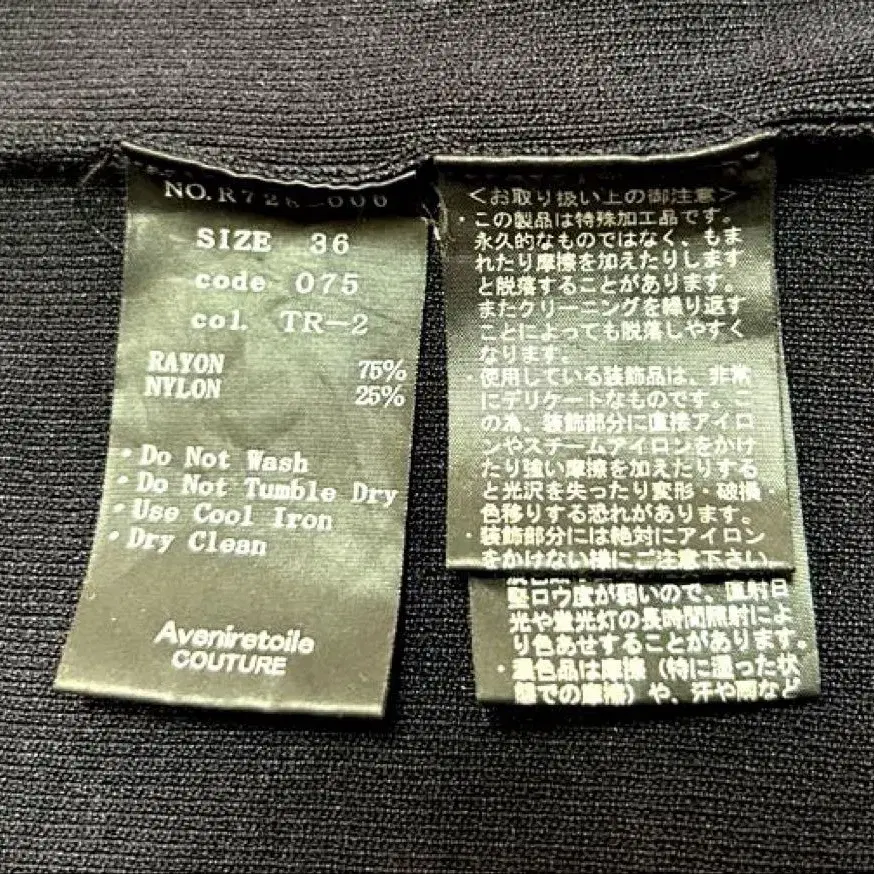 SIZE 36
code 075
col. TR-2
RAYON 75%
NYLON 25%
・Do Not Wash
・Do Not Tumble Dry
・Use Cool Iron
・Dry Clean
Aveniretoile
COUTURE
<お取り扱い上の御注意>
・この製品は特殊加工品です。
永久的なものではなく、もま
れたり摩擦を加えたりします
と脱落することがあります。
またクリーニングを繰り返す
ことによっても脱落しやすく
なります。
・使用している装飾品は、非常
にデリケートなものです。こ
の為、装飾部分に直接アイロ
ンやスチームアイロンをかけ
たり強い摩擦を加えたりする
と光沢を失ったり変形・破損・
色移りする恐れがあります。
・装飾部分には絶対にアイロン
をかけない様にご注意下さい。
堅ロウ度が弱いので、直射日
光や蛍光灯の長時間照射によ
り色あせすることがあります。
・濃色品は摩擦(特に湿った状
態での摩擦)や、汗や雨など